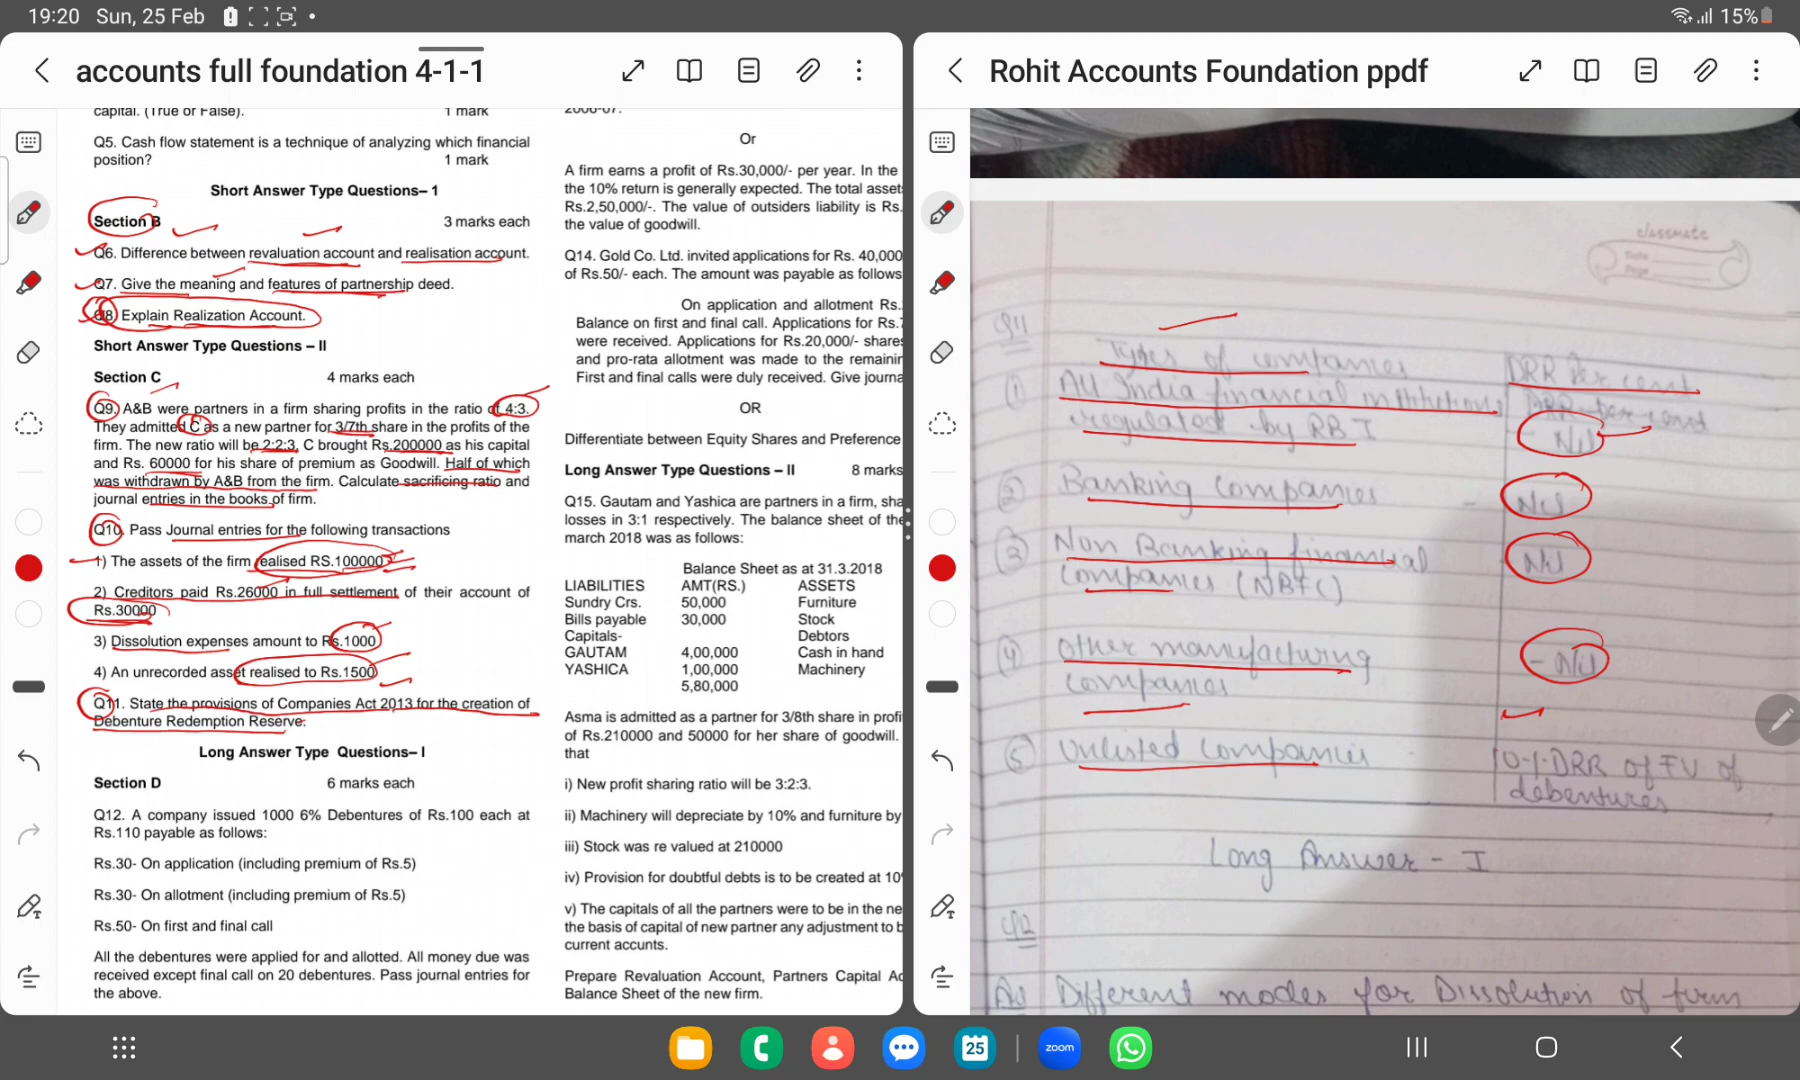 19:20 Sun, 25 Feb
15%
accounts full foundation 4-1-1
capital. (True or False). 1 mark
Q5. Cash flow statement is a technique of analyzing which financial
position? 1 mark
Short Answer Type Questions– 1
Section B 3 marks each
Q6. Difference between revaluation account and realisation account.
Q7. Give the meaning and features of partnership deed.
Q8. Explain Realization Account.
Short Answer Type Questions – II
Section C 4 marks each
Q9. A&B were partners in a firm sharing profits in the ratio of 4:3.
They admitted C as a new partner for 3/7th share in the profits of the
firm. The new ratio will be 2:2:3. C brought Rs.200000 as his capital
and Rs. 60000 for his share of premium as Goodwill. Half of which
was withdrawn by A&B from the firm. Calculate sacrificing ratio and
journal entries in the books of firm.
Q10. Pass Journal entries for the following transactions
1) The assets of the firm realised RS.100000
2) Creditors paid Rs.26000 in full settlement of their account of
Rs.30000
3) Dissolution expenses amount to Rs.1000
4) An unrecorded asset realised to Rs.1500
Q11. State the provisions of Companies Act 2013 for the creation of
Debenture Redemption Reserve.
Long Answer Type Questions– I
Section D 6 marks each
Q12. A company issued 1000 6% Debentures of Rs.100 each at
Rs.110 payable as follows:
Rs.30- On application (including premium of Rs.5)
Rs.30- On allotment (including premium of Rs.5)
Rs.50- On first and final call
All the debentures were applied for and allotted. All money due was
received except final call on 20 debentures. Pass journal entries for
the above.
2006-07.
Or
A firm earns a profit of Rs.30,000/- per year. In the
the 10% return is generally expected. The total assets
Rs.2,50,000/-. The value of outsiders liability is Rs.
the value of goodwill.
Q14. Gold Co. Ltd. invited applications for Rs. 40,000
of Rs.50/- each. The amount was payable as follows
On application and allotment Rs.
Balance on first and final call. Applications for Rs.7
were received. Applications for Rs.20,000/- shares
and pro-rata allotment was made to the remainin
First and final calls were duly received. Give journa
OR
Differentiate between Equity Shares and Preference
Long Answer Type Questions – II 8 marks
Q15. Gautam and Yashica are partners in a firm, sha
losses in 3:1 respectively. The balance sheet of the
march 2018 was as follows:
Balance Sheet as at 31.3.2018
LIABILITIES AMT(RS.) ASSETS
Sundry Crs. 50,000 Furniture
Bills payable 30,000 Stock
Capitals- Debtors
GAUTAM 4,00,000 Cash in hand
YASHICA 1,00,000 Machinery
5,80,000
Asma is admitted as a partner for 3/8th share in profi
of Rs.210000 and 50000 for her share of goodwill.
that
i) New profit sharing ratio will be 3:2:3.
ii) Machinery will depreciate by 10% and furniture by
iii) Stock was re valued at 210000
iv) Provision for doubtful debts is to be created at 10%
v) The capitals of all the partners were to be in the ne
the basis of capital of new partner any adjustment to b
current accunts.
Prepare Revaluation Account, Partners Capital Ac
Balance Sheet of the new firm.
Rohit Accounts Foundation ppdf
classmate
Date
Page
Q11
Types of companies DRR Per cent
① All India financial institutions DRR per cent
regulated by RBI - Nil
② Banking companies - Nil
③ Non Banking financial Nil
companies (NBFC)
④ Other manufacturing - Nil
companies
⑤ Unlisted companies 10% DRR of FV of
debentures
Long Answer - I
Q12
Different modes for Dissolution of firm
25
zoom